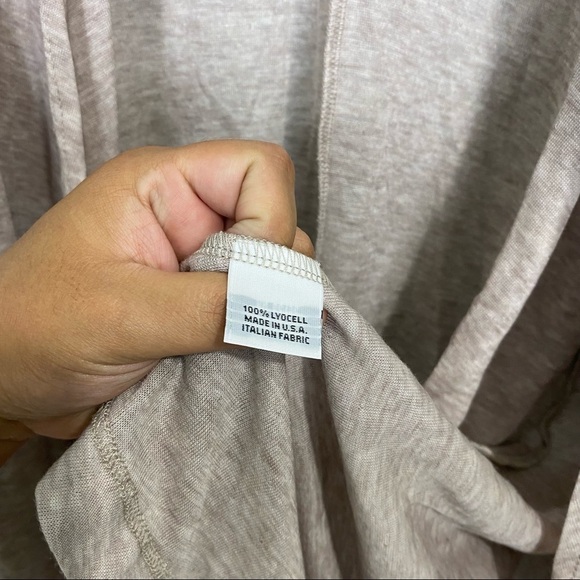 100% LYOCELL
MADE IN U.S.A.
ITALIAN FABRIC